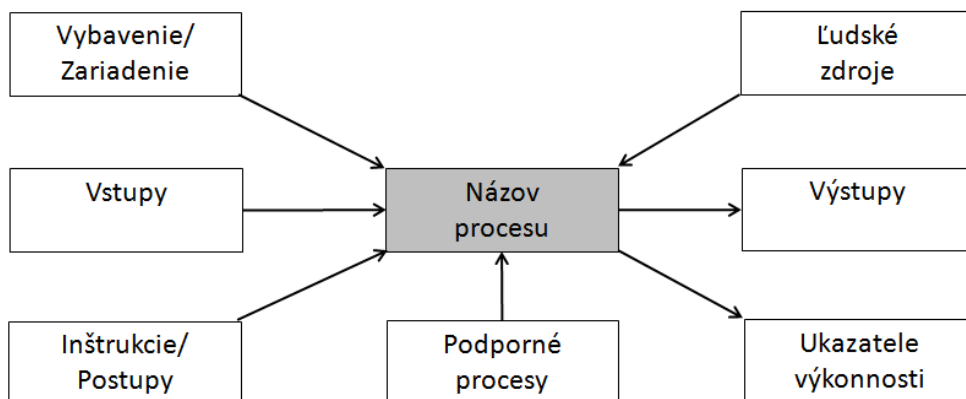 Vybavenie/
Zariadenie
Ľudské
zdroje
Vstupy
Názov
procesu
Výstupy
Inštrukcie/
Postupy
Podporné
procesy
Ukazatele
výkonnosti